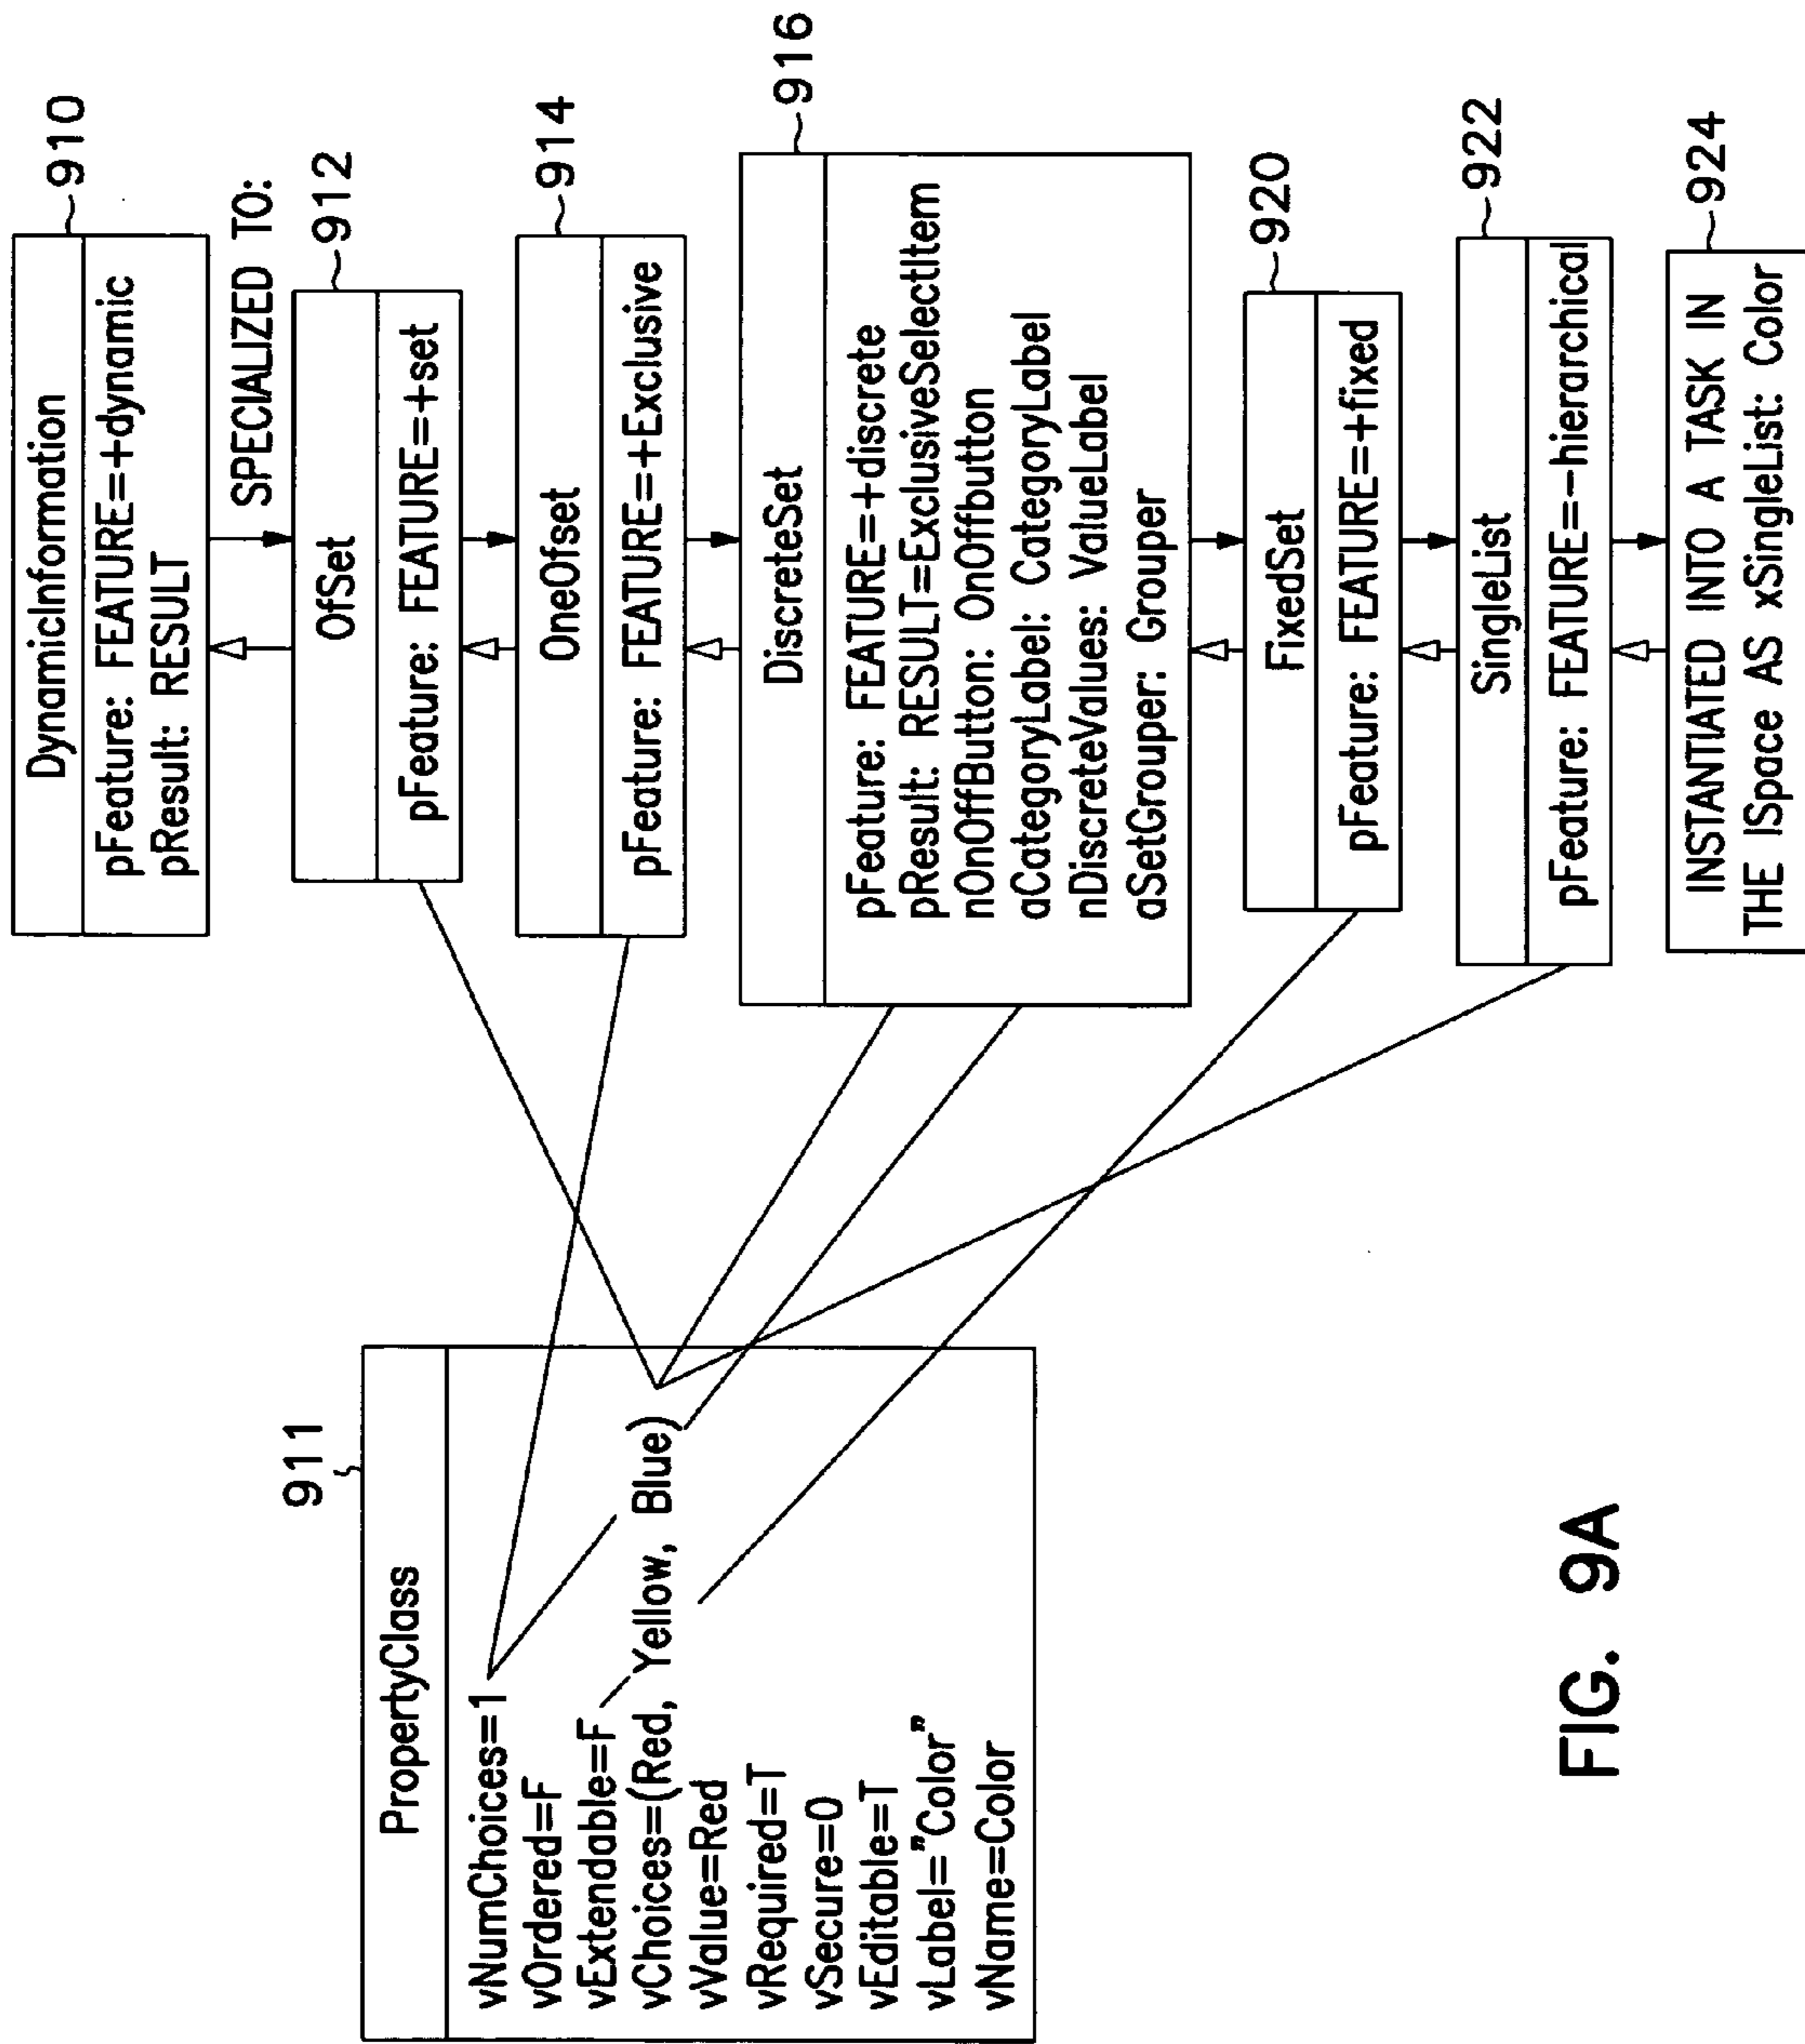 911
PropertyClass
vNumChoices=1
vOrdered=F
vExtendable=F
vChoices=(Red, Yellow, Blue)
vValue=Red
vRequired=T
vSecure=0
vEditable=T
vLabel="Color"
vName=Color
DynamicInformation
910
pFeature: FEATURE=+dynamic
pResult: RESULT
SPECIALIZED TO:
OfSet
912
pFeature: FEATURE=+set
OneOfset
914
pFeature: FEATURE=+Exclusive
DiscreteSet
916
pFeature: FEATURE=+discrete
pResult: RESULT=ExclusiveSelectItem
nOnOffButton: OnOffbutton
aCategoryLabel: CategoryLabel
nDiscreteValues: ValueLabel
aSetGrouper: Grouper
FixedSet
920
pFeature: FEATURE=+fixed
SingleList
922
pFeature: FEATURE=-hierarchical
INSTANTIATED INTO A TASK IN
924
THE ISpace AS xSingleList: Color
FIG. 9A